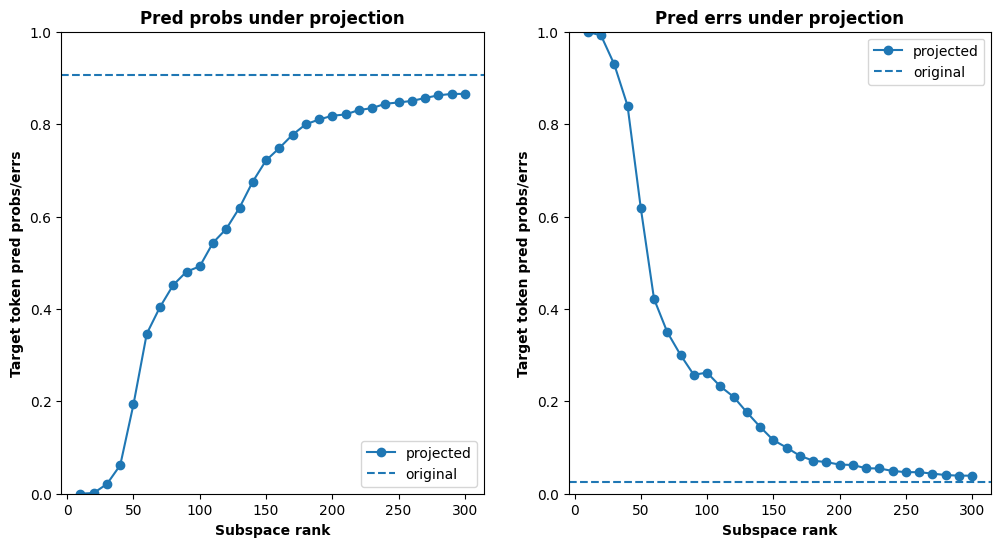 Pred probs under projection
Target token pred probs/errs
1.0
0.8
0.6
0.4
0.2
0.0
0
50
100
150
200
250
300
Subspace rank
projected
original
Pred errs under projection
Target token pred probs/errs
1.0
0.8
0.6
0.4
0.2
0.0
0
50
100
150
200
250
300
Subspace rank
projected
original